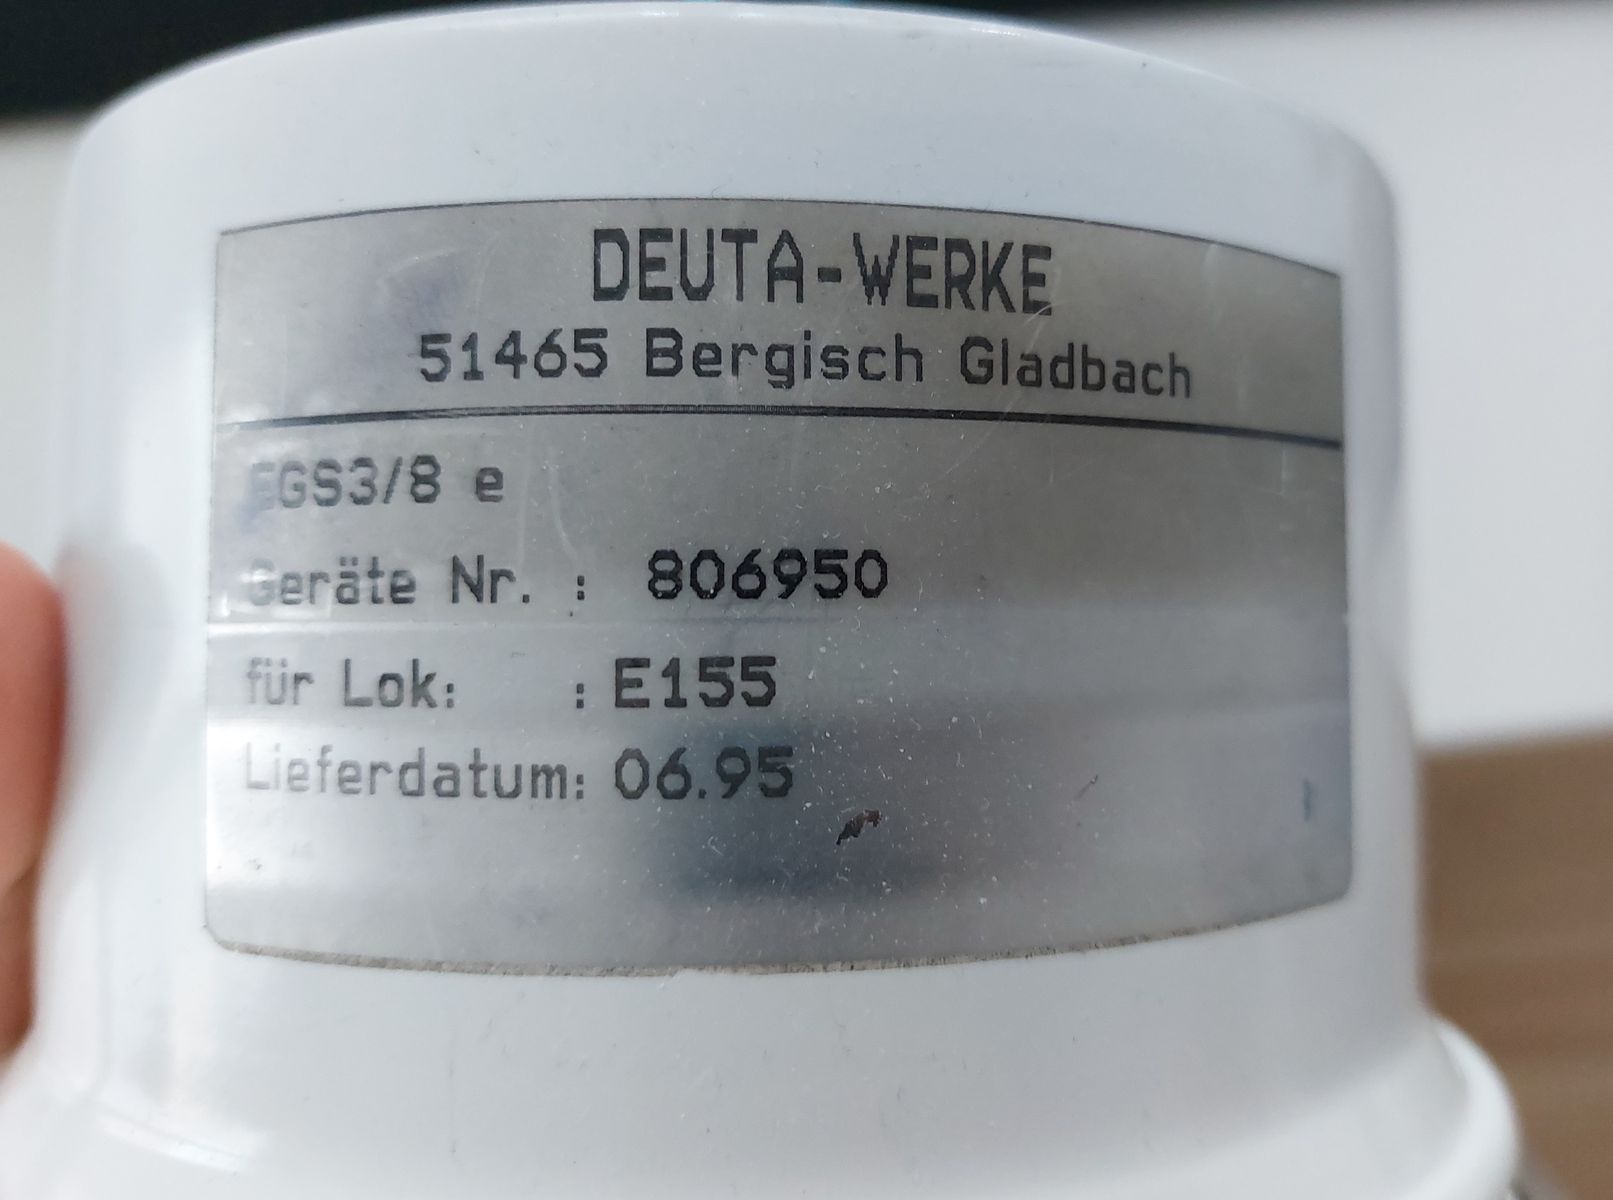 DEUTA-WERKE
51465 Bergisch Gladbach
EGS3/8 e
Geräte Nr. : 806950
für Lok: : E155
Lieferdatum: 06.95